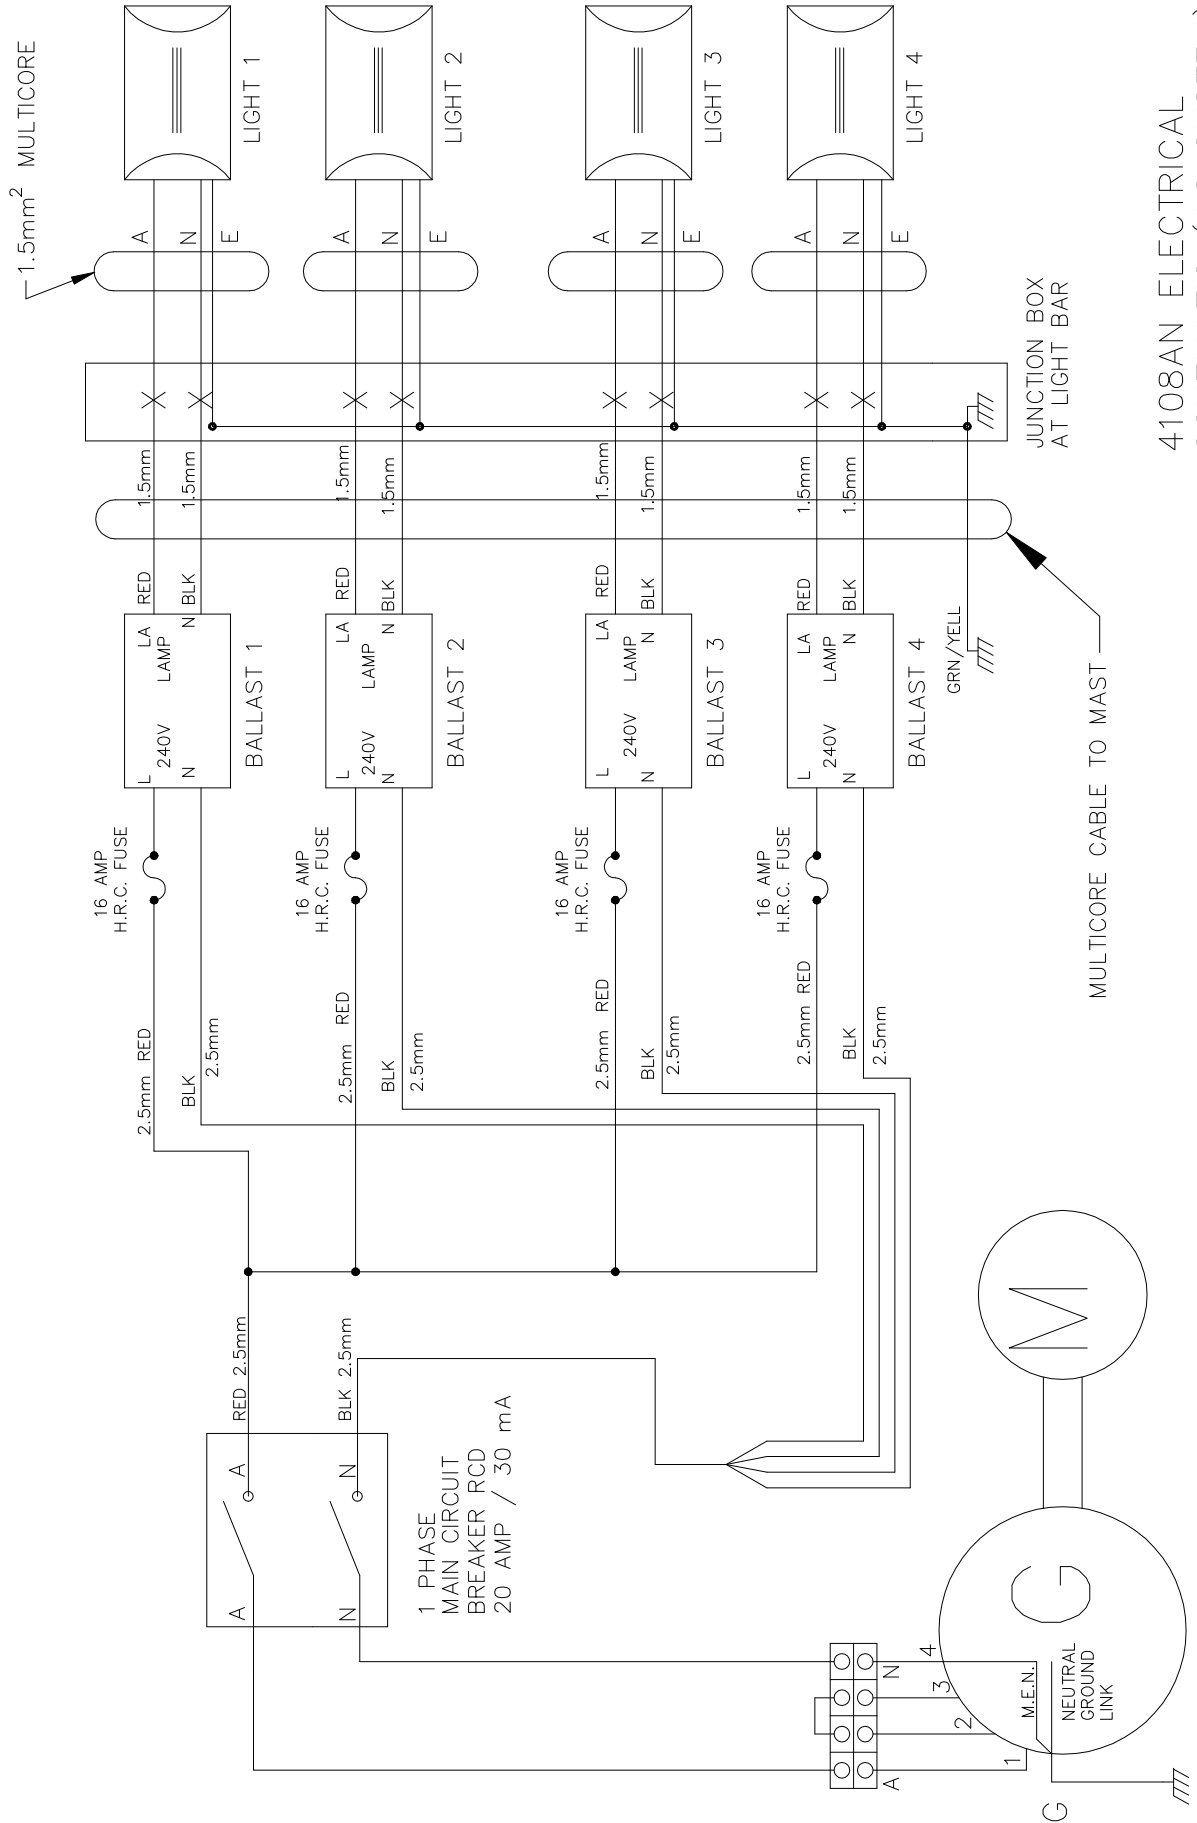 1.5mm² MULTICORE
LIGHT 1
LIGHT 2
LIGHT 3
LIGHT 4
A
N
E
A
N
E
A
N
E
A
N
E
JUNCTION BOX
AT LIGHT BAR
4108AN ELECTRICAL
1.5mm
1.5mm
1.5mm
1.5mm
1.5mm
1.5mm
1.5mm
1.5mm
RED
BLK
RED
BLK
RED
BLK
RED
BLK
LA
N
LAMP
240V
L
N
BALLAST 1
LA
N
LAMP
240V
L
N
BALLAST 2
LA
N
LAMP
240V
L
N
BALLAST 3
LA
N
LAMP
240V
L
N
BALLAST 4
GRN/YELL
MULTICORE CABLE TO MAST
16 AMP
H.R.C. FUSE
16 AMP
H.R.C. FUSE
16 AMP
H.R.C. FUSE
16 AMP
H.R.C. FUSE
2.5mm RED
BLK
2.5mm
2.5mm RED
BLK
2.5mm
2.5mm RED
BLK
2.5mm
2.5mm RED
BLK
2.5mm
RED 2.5mm
BLK 2.5mm
A
N
A
N
1 PHASE
MAIN CIRCUIT
BREAKER RCD
20 AMP / 30 mA
M
G
N
A
4
3
2
1
M.E.N.
NEUTRAL
GROUND
LINK
G